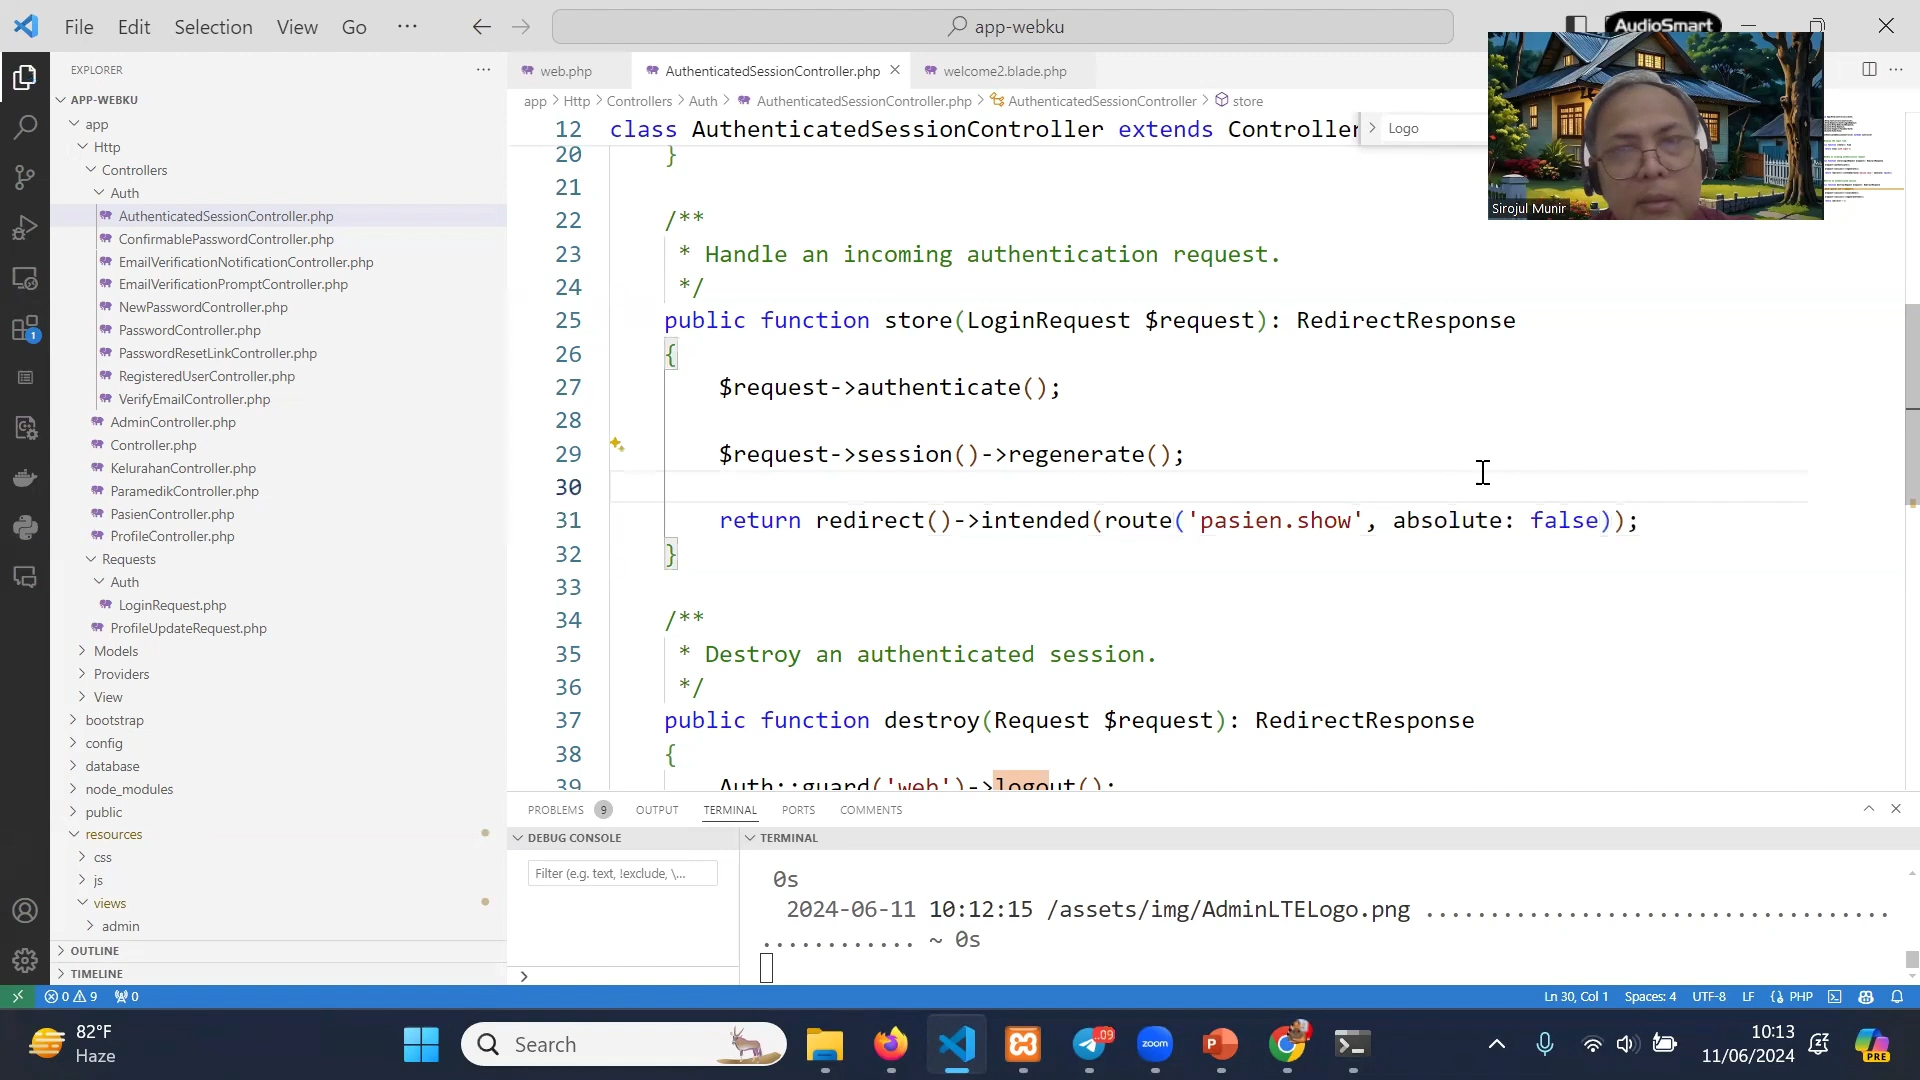 File Edit Selection View Go ··· app-webku
AudioSmart
EXPLORER
APP-WEBKU
app
Http
Controllers
Auth
AuthenticatedSessionController.php
ConfirmablePasswordController.php
EmailVerificationNotificationController.php
EmailVerificationPromptController.php
NewPasswordController.php
PasswordController.php
PasswordResetLinkController.php
RegisteredUserController.php
VerifyEmailController.php
AdminController.php
Controller.php
KelurahanController.php
ParamedikController.php
PasienController.php
ProfileController.php
Requests
Auth
LoginRequest.php
ProfileUpdateRequest.php
Models
Providers
View
bootstrap
config
database
node_modules
public
resources
css
js
views
admin
OUTLINE
TIMELINE
1
web.php AuthenticatedSessionController.php welcome2.blade.php
app > Http > Controllers > Auth > AuthenticatedSessionController.php > AuthenticatedSessionController > store
Logo
Sirojul Munir
12 class AuthenticatedSessionController extends Controller
20 }
21
22 /**
23 * Handle an incoming authentication request.
24 */
25 public function store(LoginRequest $request): RedirectResponse
26 {
27 $request->authenticate();
28
29 $request->session()->regenerate();
30
31 return redirect()->intended(route('pasien.show', absolute: false));
32 }
33
34 /**
35 * Destroy an authenticated session.
36 */
37 public function destroy(Request $request): RedirectResponse
38 {
39 Auth::guard('web')->logout();
PROBLEMS 9 OUTPUT TERMINAL PORTS COMMENTS
DEBUG CONSOLE
Filter (e.g. text, !exclude, \...
>
TERMINAL
0s
2024-06-11 10:12:15 /assets/img/AdminLTELogo.png ..................................
............ ~ 0s
0 9 0
Ln 30, Col 1 Spaces: 4 UTF-8 LF PHP
82°F
Haze
Search
09
zoom
10:13
11/06/2024
PRE